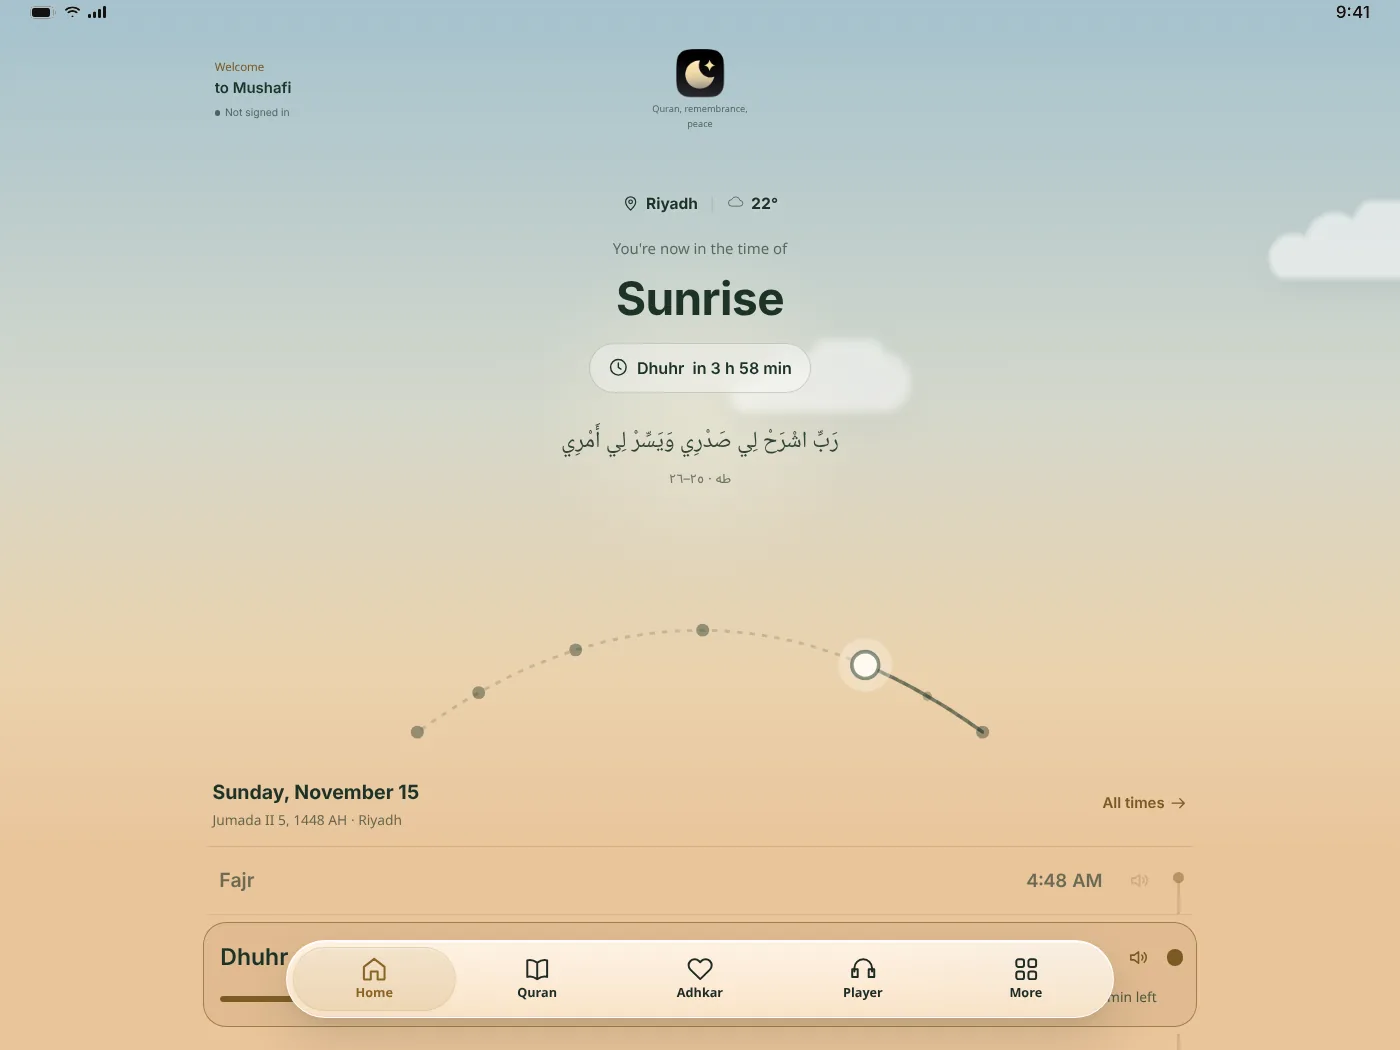 9:41
Welcome
to Mushafi
Not signed in
Quran, remembrance,
peace
Riyadh
22°
You're now in the time of
Sunrise
Dhuhr in 3 h 58 min
رَبِّ اشْرَحْ لِي صَدْرِي وَيَسِّرْ لِي أَمْرِي
طه · ٢٥–٢٦
Sunday, November 15
Jumada II 5, 1448 AH · Riyadh
All times →
Fajr
4:48 AM
Dhuhr
min left
Home
Quran
Adhkar
Player
More